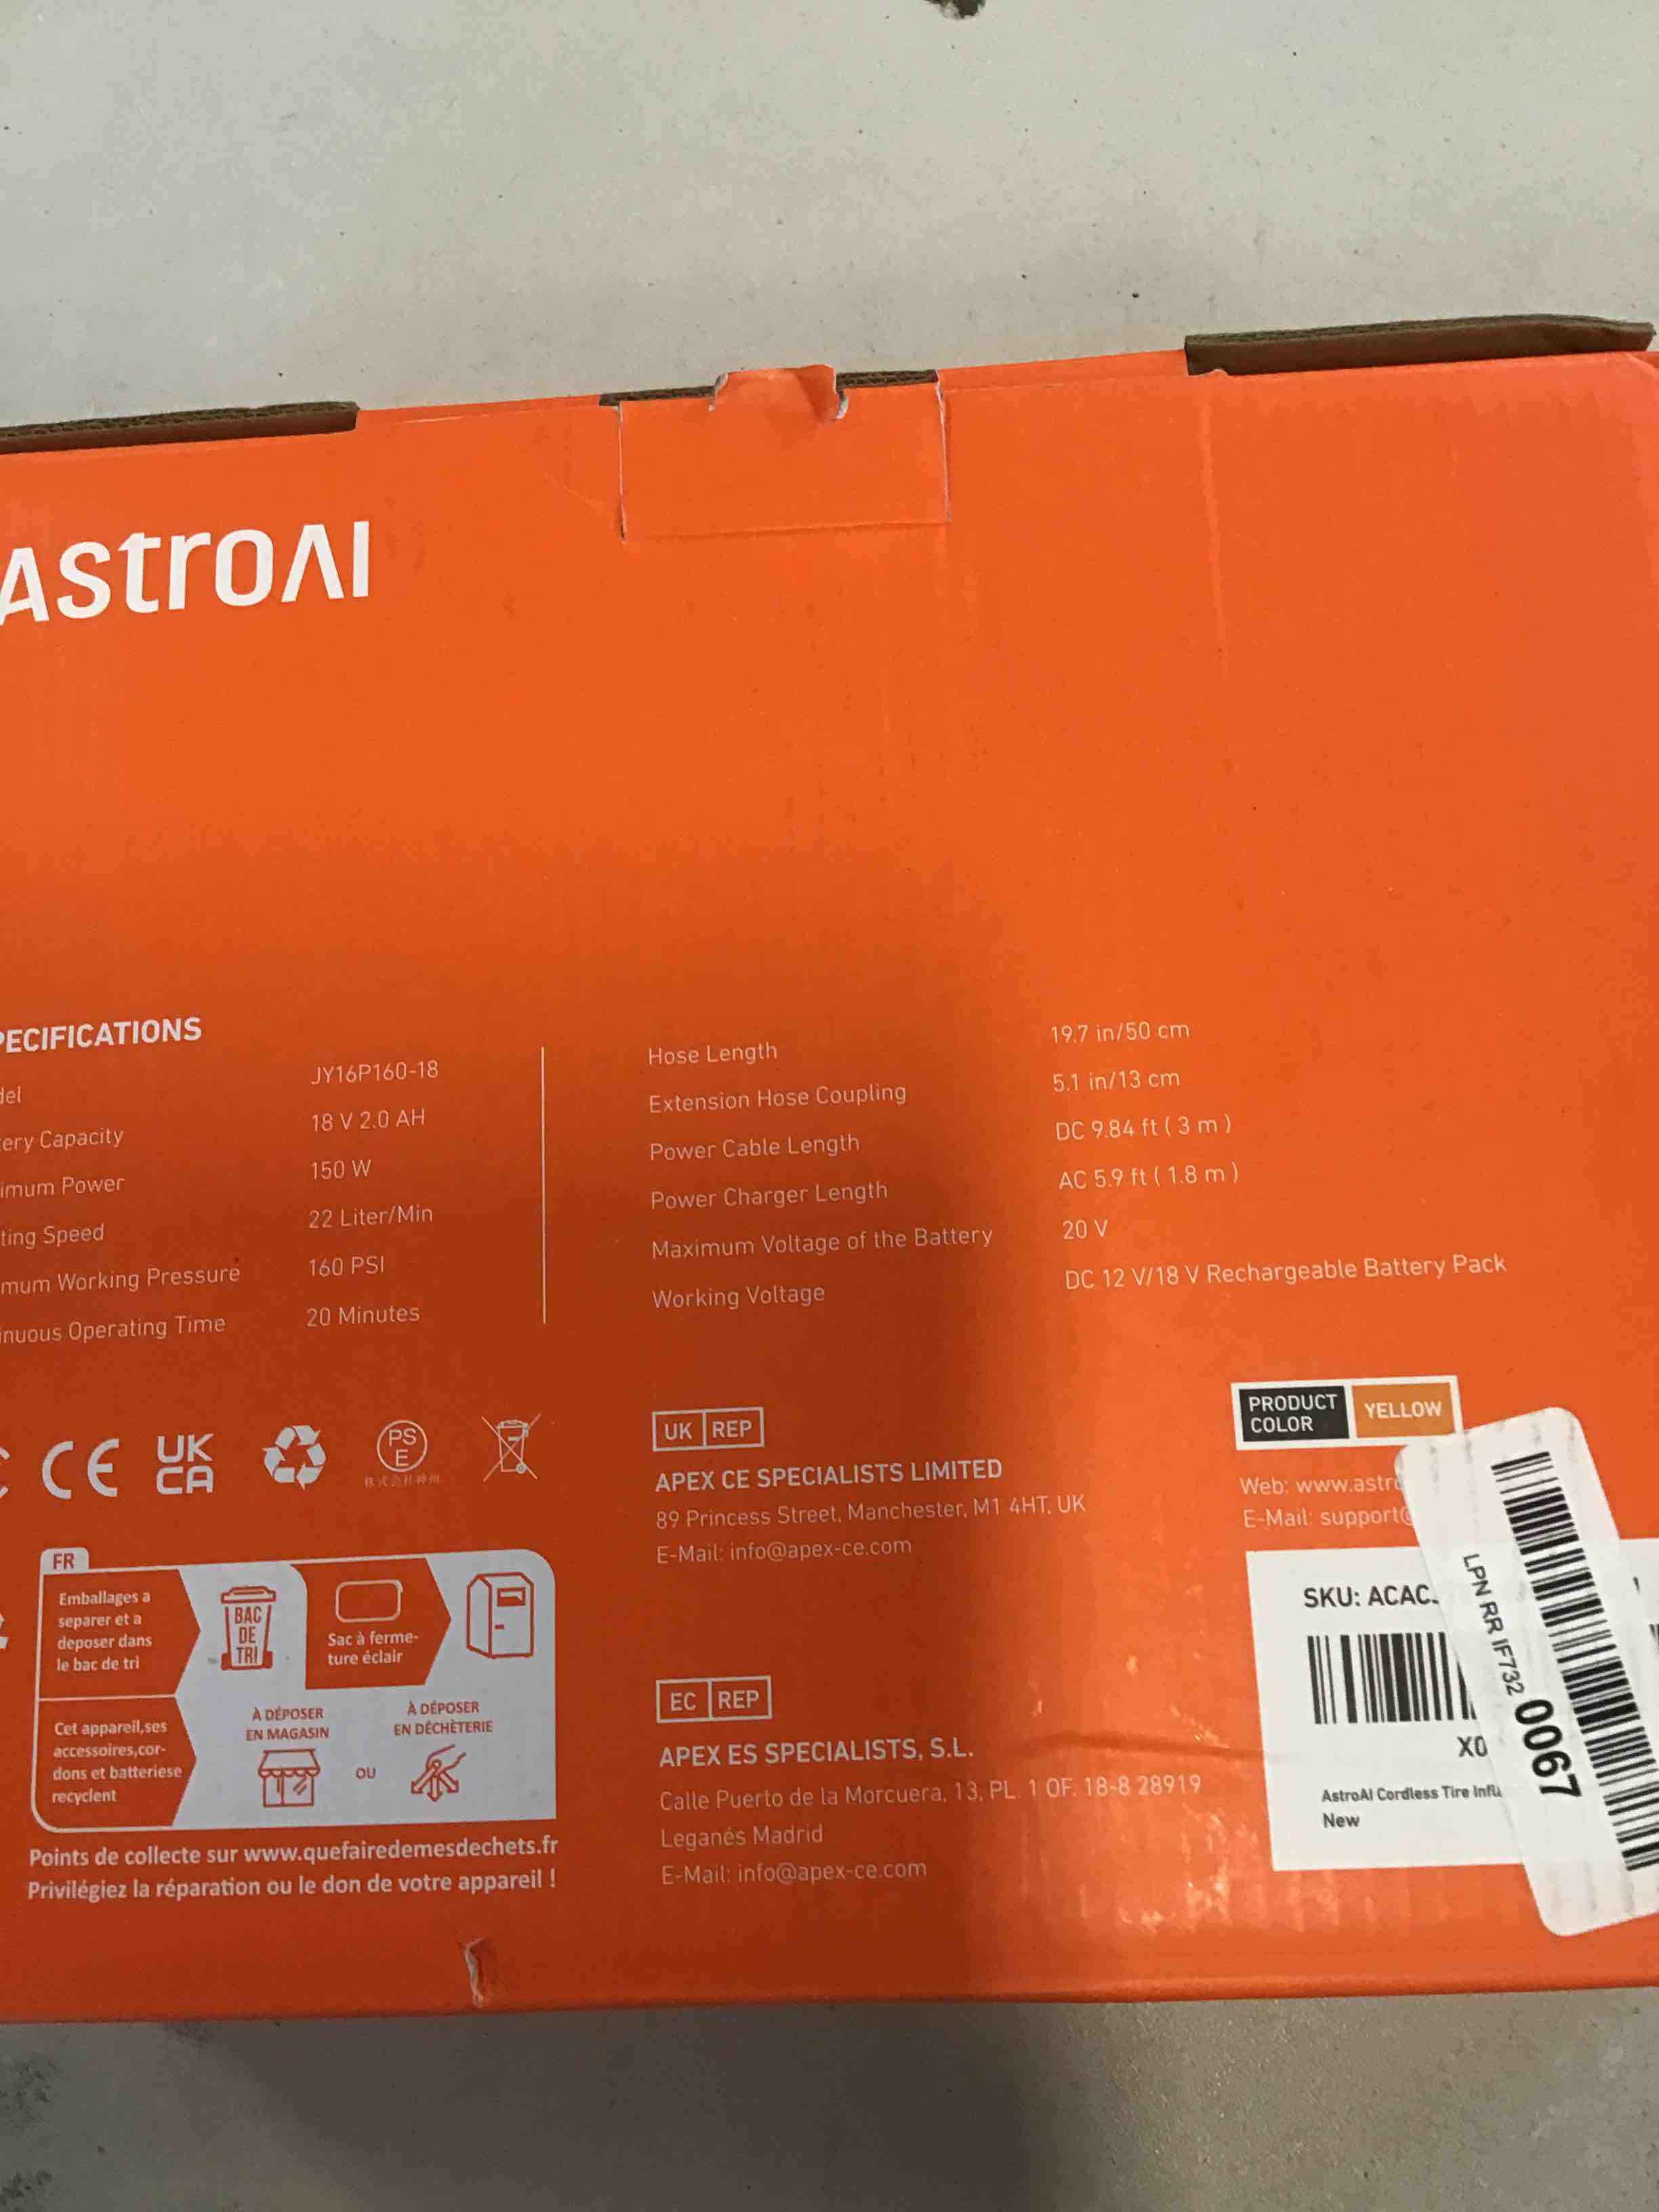 AstroAI
PECIFICATIONS
del JY16P160-18
ery Capacity 18 V 2.0 AH
imum Power 150 W
ting Speed 22 Liter/Min
mum Working Pressure 160 PSI
nuous Operating Time 20 Minutes
Hose Length 19.7 in/50 cm
Extension Hose Coupling 5.1 in/13 cm
Power Cable Length DC 9.84 ft ( 3 m )
Power Charger Length AC 5.9 ft ( 1.8 m )
Maximum Voltage of the Battery 20 V
Working Voltage DC 12 V/18 V Rechargeable Battery Pack
CE
UK
CA
PS
E
UK REP
APEX CE SPECIALISTS LIMITED
89 Princess Street, Manchester, M1 4HT, UK
E-Mail: info@apex-ce.com
EC REP
APEX ES SPECIALISTS, S.L.
Calle Puerto de la Morcuera, 13, PL. 1 OF. 18-8 28919
Leganés Madrid
E-Mail: info@apex-ce.com
PRODUCT
COLOR
YELLOW
Web: www.astr
E-Mail: support@
SKU: ACAC
X0
AstroAI Cordless Tire Infl
New
LPN RR IF732 0067
FR
Emballages a
separer et a
deposer dans
le bac de tri
BAC
DE
TRI
Sac à ferme-
ture éclair
Cet appareil,ses
accessoires,cor-
dons et batteriese
recyclent
À DÉPOSER
EN MAGASIN
OU
À DÉPOSER
EN DÉCHÈTERIE
Points de collecte sur www.quefairedemesdechets.fr
Privilégiez la réparation ou le don de votre appareil !